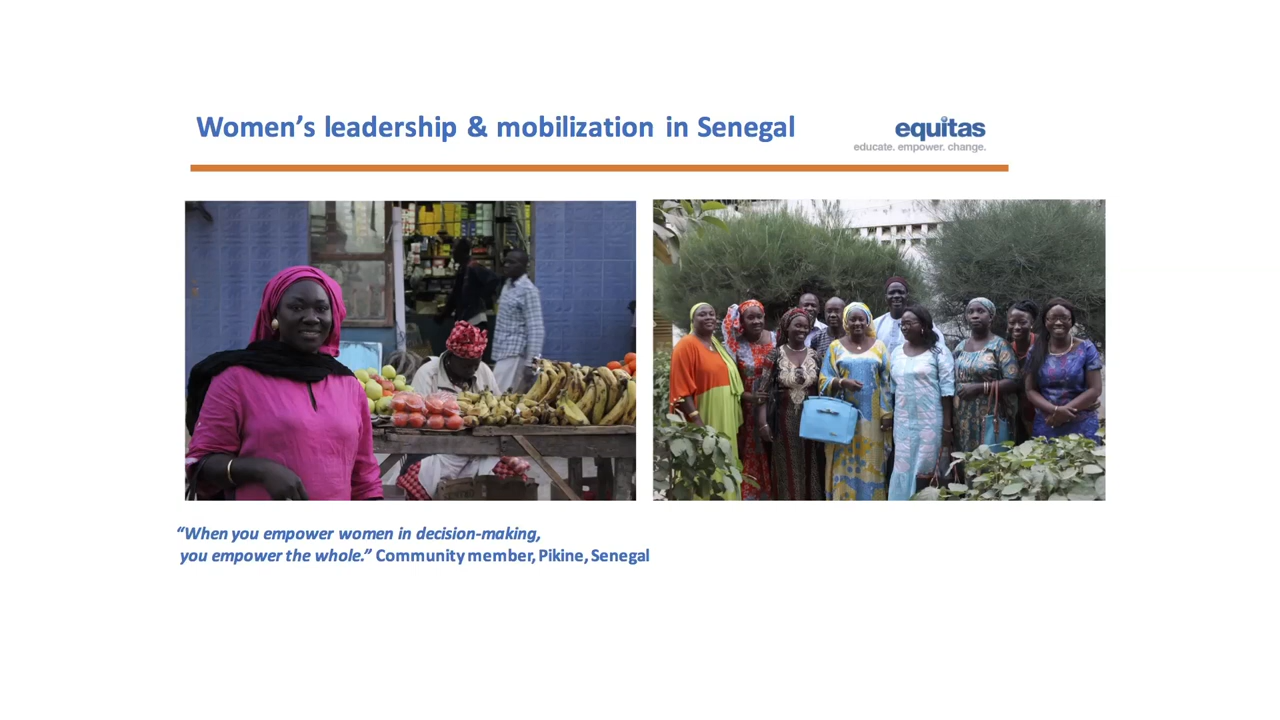 Women's leadership & mobilization in Senegal
equitas
educate. empower. change.
“When you empower women in decision-making,
you empower the whole.” Community member, Pikine, Senegal